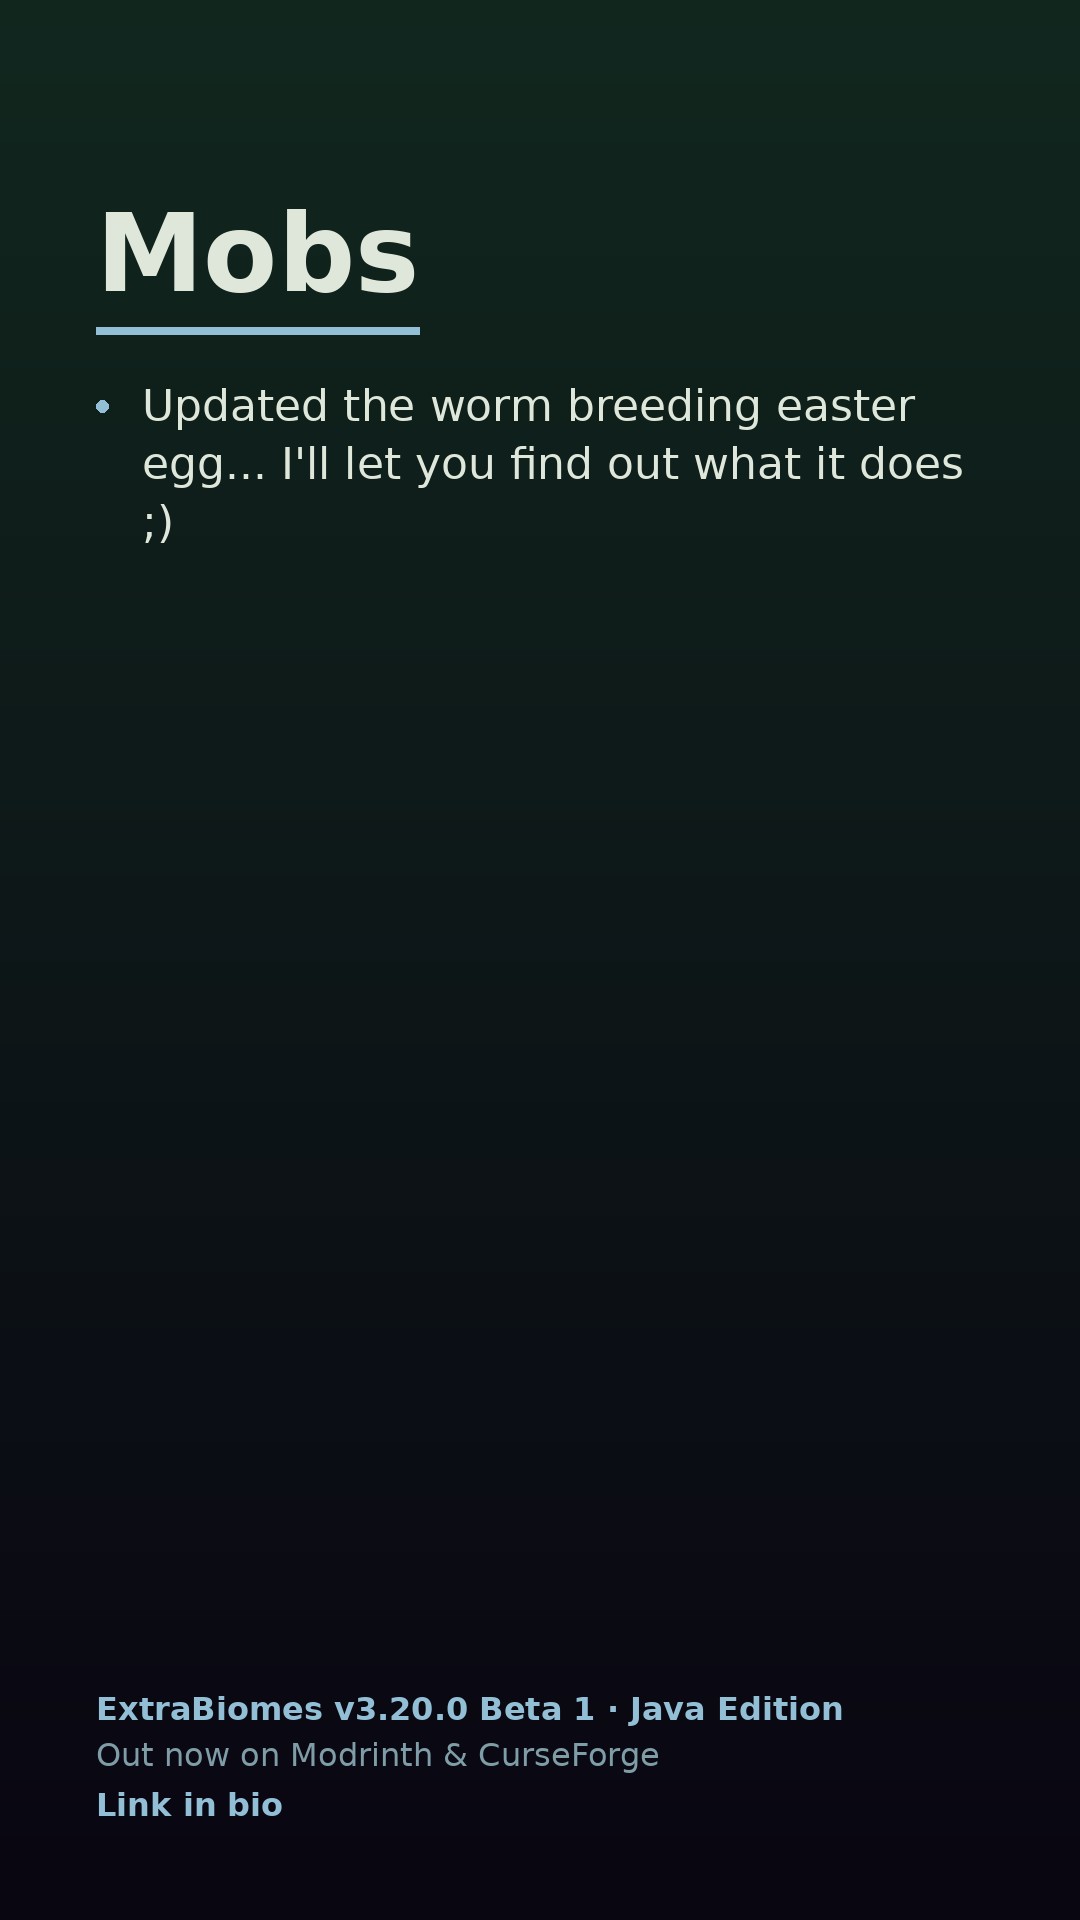 Mobs
• Updated the worm breeding easter
egg... I'll let you find out what it does
;)
ExtraBiomes v3.20.0 Beta 1 · Java Edition
Out now on Modrinth & CurseForge
Link in bio